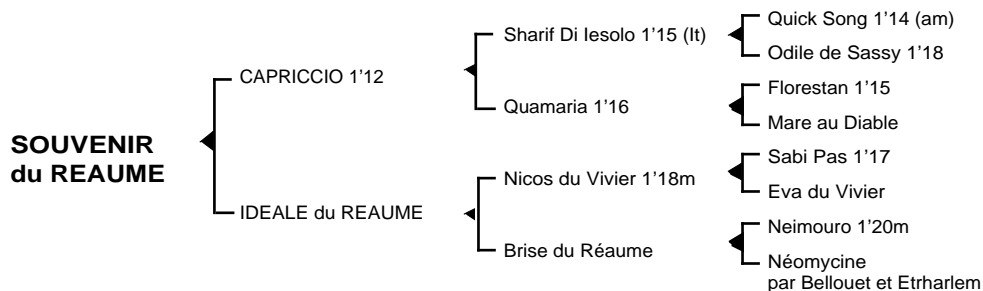 Quick Song 1’14 (am)
Sharif Di Iesolo 1’15 (It)
Odile de Sassy 1’18
CAPRICCIO 1’12
Florestan 1’15
Quamaria 1’16
Mare au Diable
SOUVENIR
du REAUME
Sabi Pas 1’17
Nicos du Vivier 1’18m
Eva du Vivier
IDEALE du REAUME
Neimouro 1’20m
Brise du Réaume
Néomycine
par Bellouet et Etrharlem